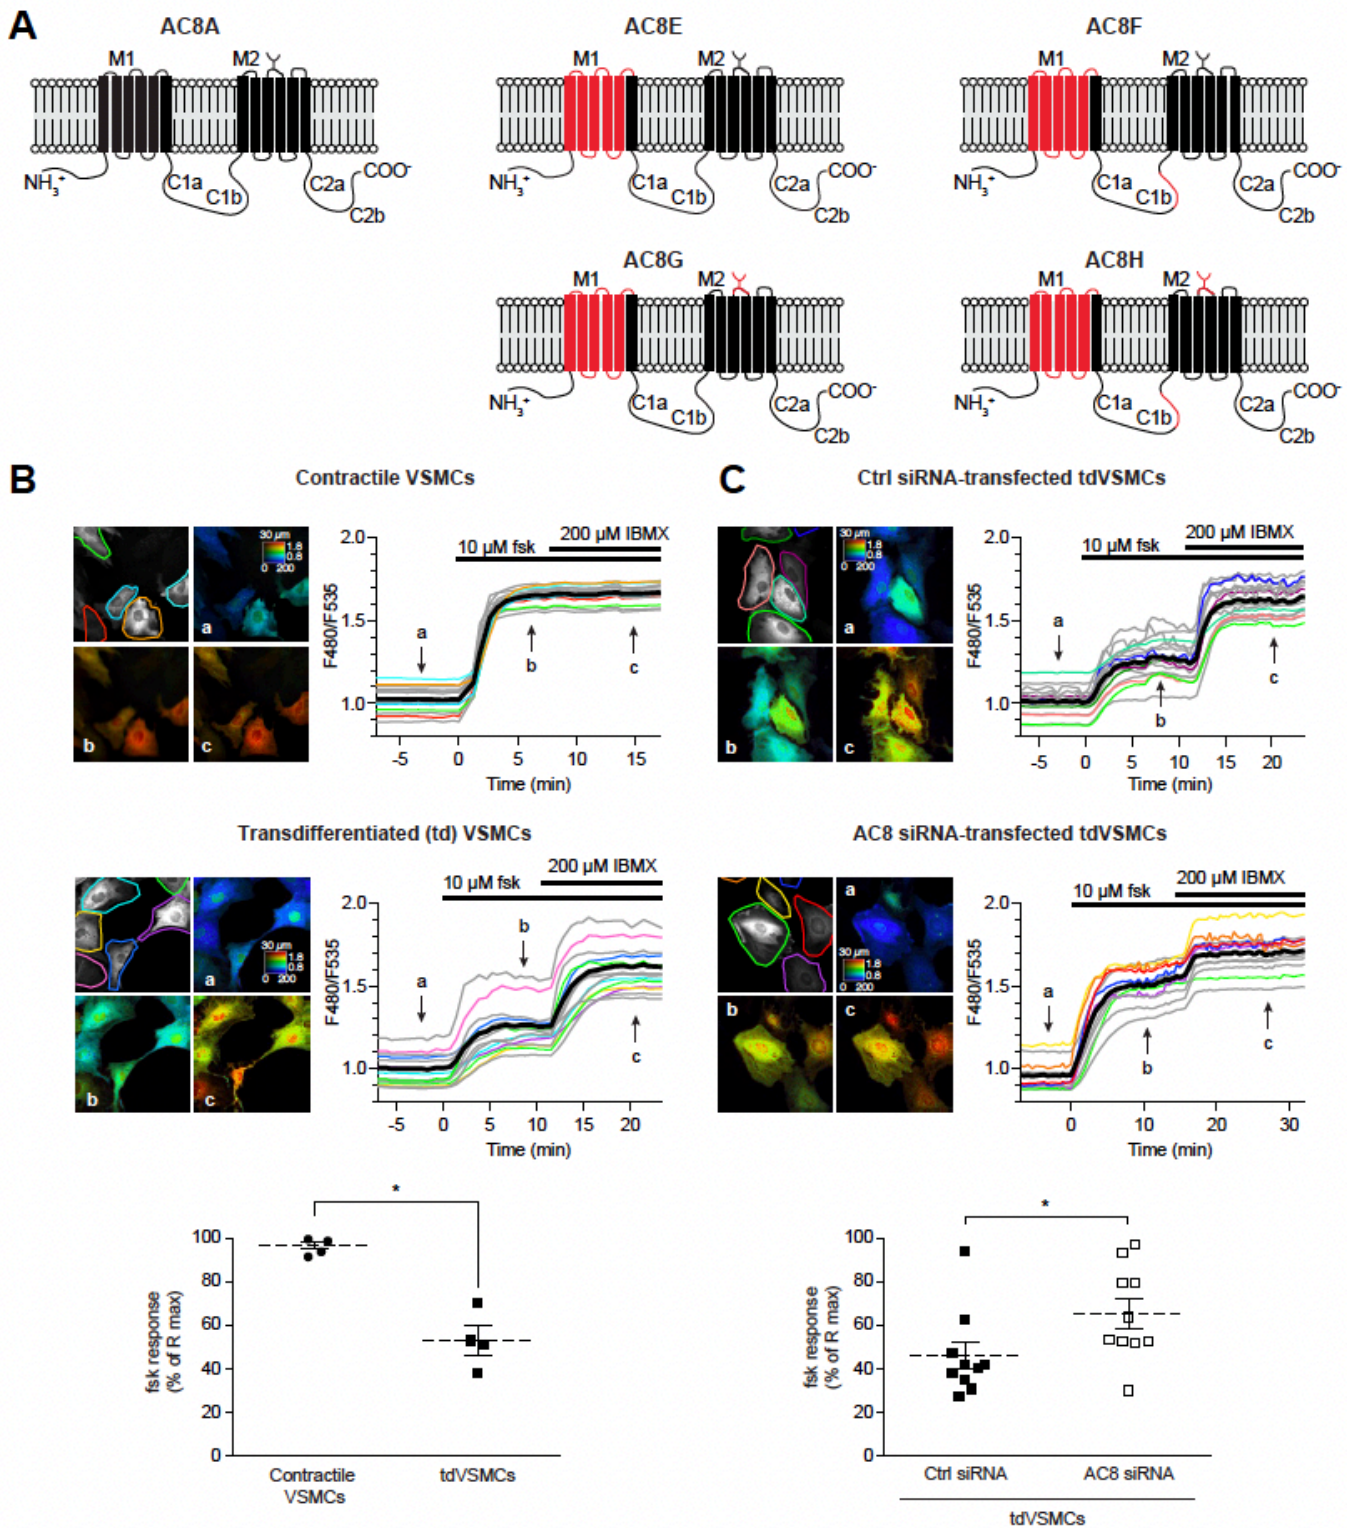 A
AC8A
M1
M2
NH3+
C1a
C1b
C2a
COO-
C2b
AC8E
M1
M2
NH3+
C1a
C1b
C2a
COO-
C2b
AC8F
M1
M2
NH3+
C1a
C1b
C2a
COO-
C2b
AC8G
M1
M2
NH3+
C1a
C1b
C2a
COO-
C2b
AC8H
M1
M2
NH3+
C1a
C1b
C2a
COO-
C2b
B
Contractile VSMCs
30 µm
1.8
0.8
0 200
a
b
c
10 µM fsk
200 µM IBMX
2.0
1.5
1.0
F480/F535
a
b
c
-5 0 5 10 15
Time (min)
Transdifferentiated (td) VSMCs
30 µm
1.8
0.8
0 200
a
b
c
10 µM fsk
200 µM IBMX
2.0
1.5
1.0
F480/F535
a
b
c
-5 0 5 10 15 20
Time (min)
*
100
80
60
40
20
0
fsk response
(% of R max)
Contractile
VSMCs
tdVSMCs
C
Ctrl siRNA-transfected tdVSMCs
30 µm
1.8
0.8
0 200
a
b
c
10 µM fsk
200 µM IBMX
2.0
1.5
1.0
F480/F535
a
b
c
-5 0 5 10 15 20
Time (min)
AC8 siRNA-transfected tdVSMCs
a
30 µm
1.8
0.8
0 200
b
c
10 µM fsk
200 µM IBMX
2.0
1.5
1.0
F480/F535
a
b
c
0 10 20 30
Time (min)
*
100
80
60
40
20
0
fsk response
(% of R max)
Ctrl siRNA
AC8 siRNA
tdVSMCs